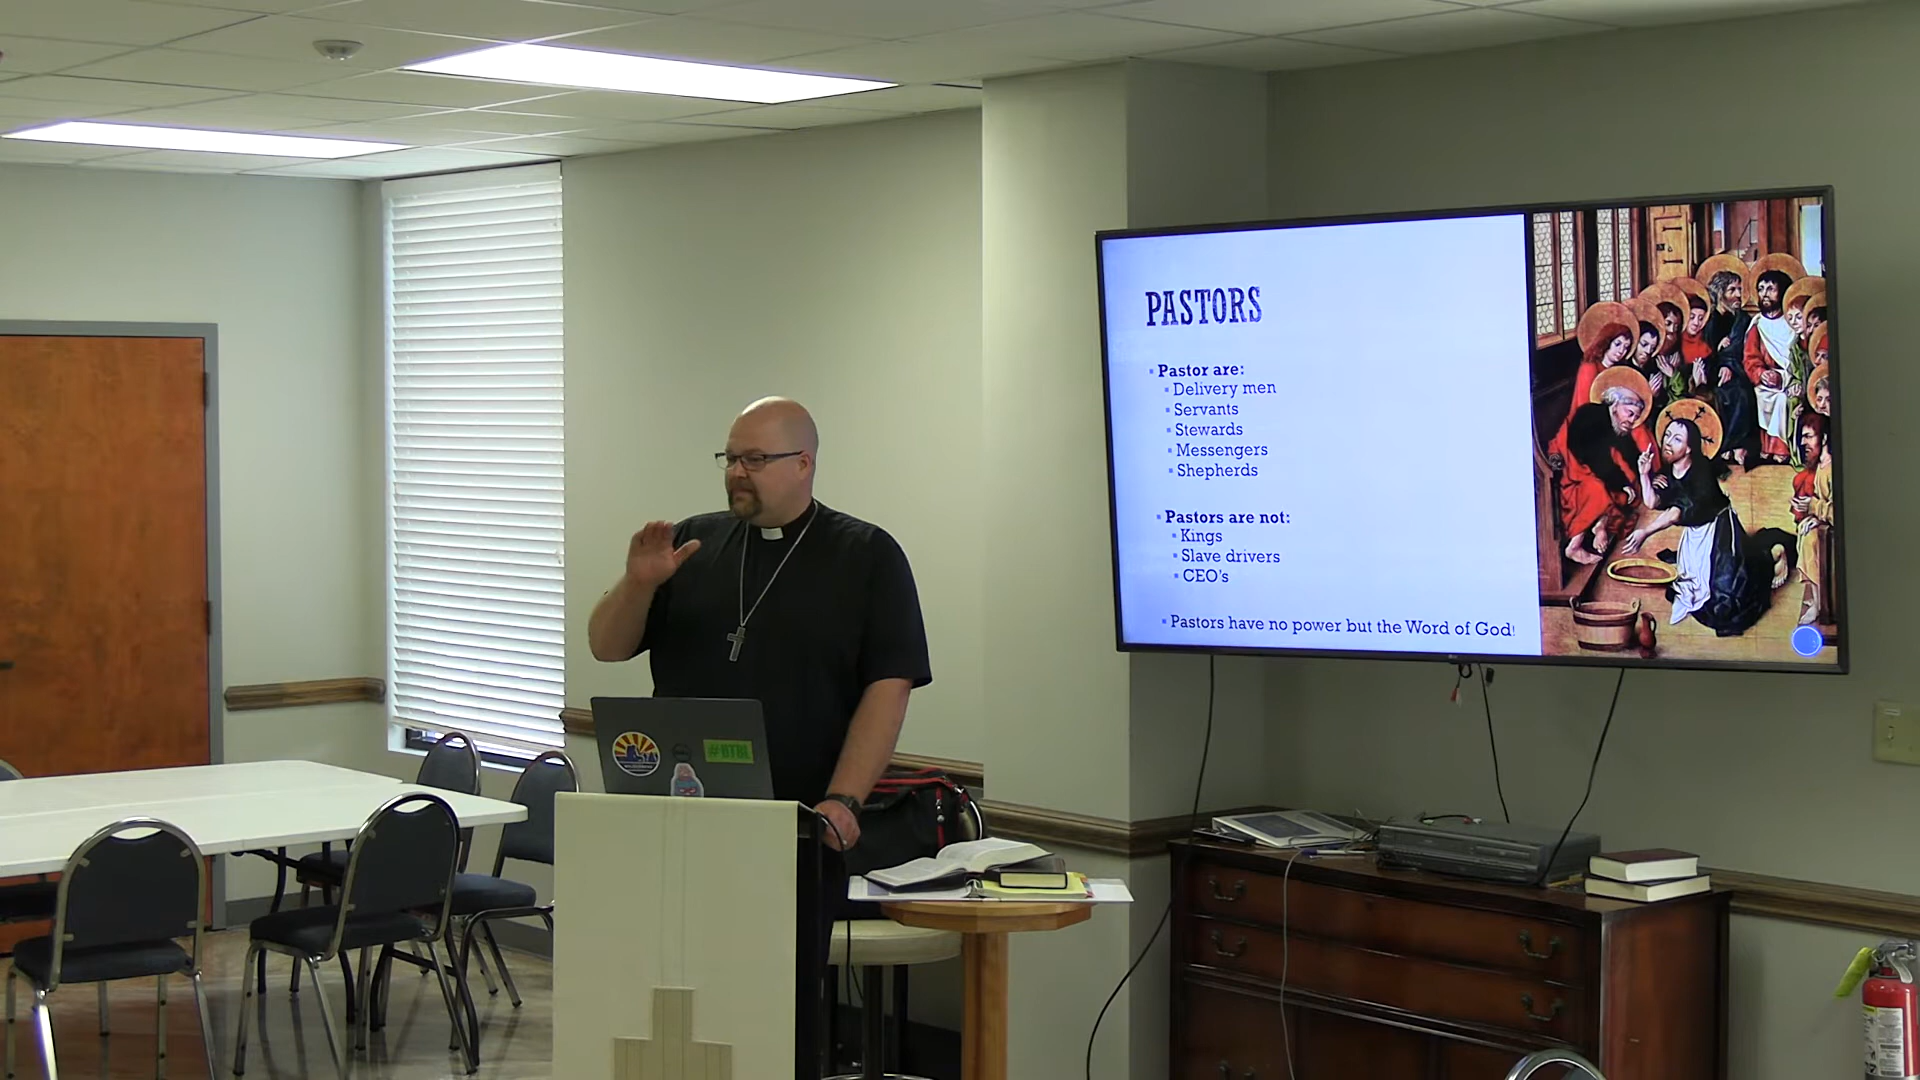 PASTORS
Pastor are:
Delivery men
Servants
Stewards
Messengers
Shepherds
Pastors are not:
Kings
Slave drivers
CEO's
Pastors have no power but the Word of God!
#BTBL